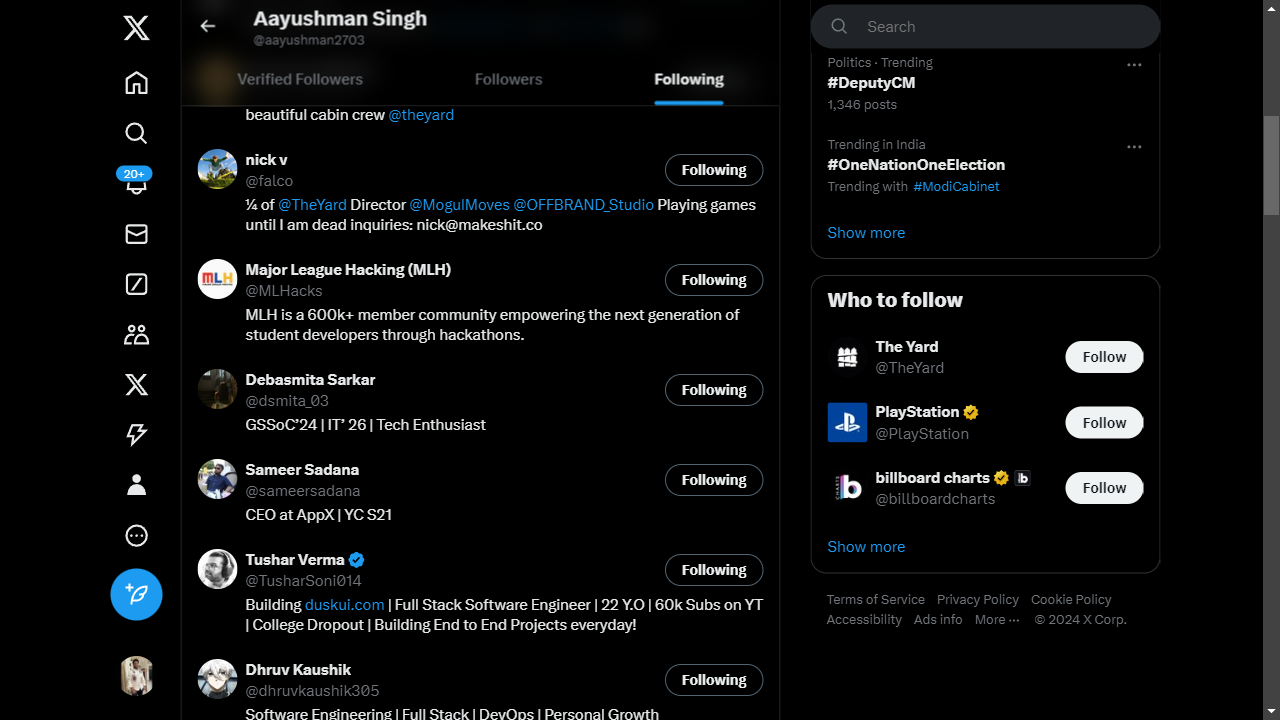 Aayushman Singh
@aayushman2703
Verified Followers
Followers
Following
beautiful cabin crew @theyard
nick v
@falco
Following
¼ of @TheYard Director @MogulMoves @OFFBRAND_Studio Playing games
until I am dead inquiries: nick@makeshit.co
MLH
Major League Hacking (MLH)
@MLHacks
Following
MLH is a 600k+ member community empowering the next generation of
student developers through hackathons.
Debasmita Sarkar
@dsmita_03
Following
GSSoC'24 | IT' 26 | Tech Enthusiast
Sameer Sadana
@sameersadana
Following
CEO at AppX | YC S21
Tushar Verma
@TusharSoni014
Following
Building duskui.com | Full Stack Software Engineer | 22 Y.O | 60k Subs on YT
| College Dropout | Building End to End Projects everyday!
Dhruv Kaushik
@dhruvkaushik305
Following
Software Engineering | Full Stack | DevOps | Personal Growth
20+
Search
Politics · Trending
#DeputyCM
1,346 posts
Trending in India
#OneNationOneElection
Trending with #ModiCabinet
Show more
Who to follow
The Yard
@TheYard
Follow
PlayStation
@PlayStation
Follow
CHARTS
b
billboard charts
@billboardcharts
Follow
Show more
Terms of Service Privacy Policy Cookie Policy
Accessibility Ads info More ··· © 2024 X Corp.